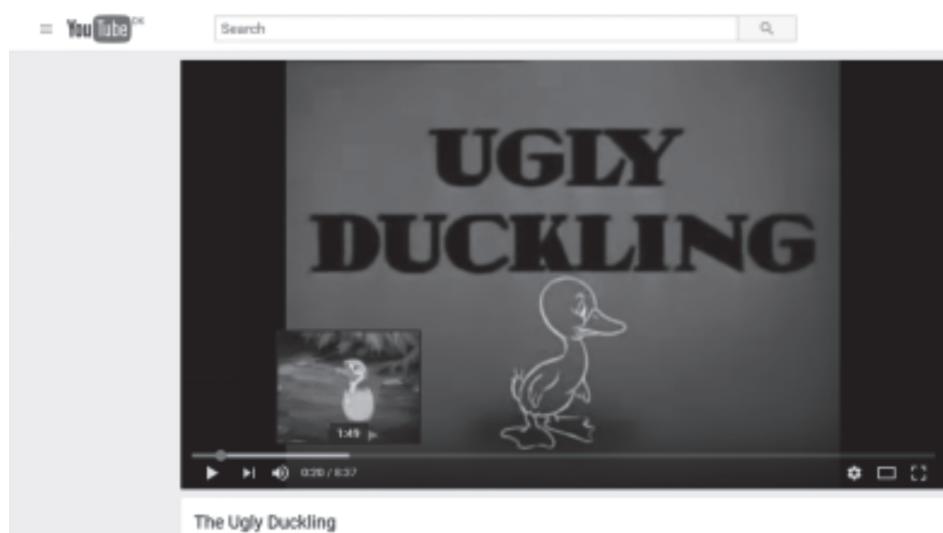 YouTube DK
Search
UGLY
DUCKLING
1:49
0:20 / 8:37
The Ugly Duckling